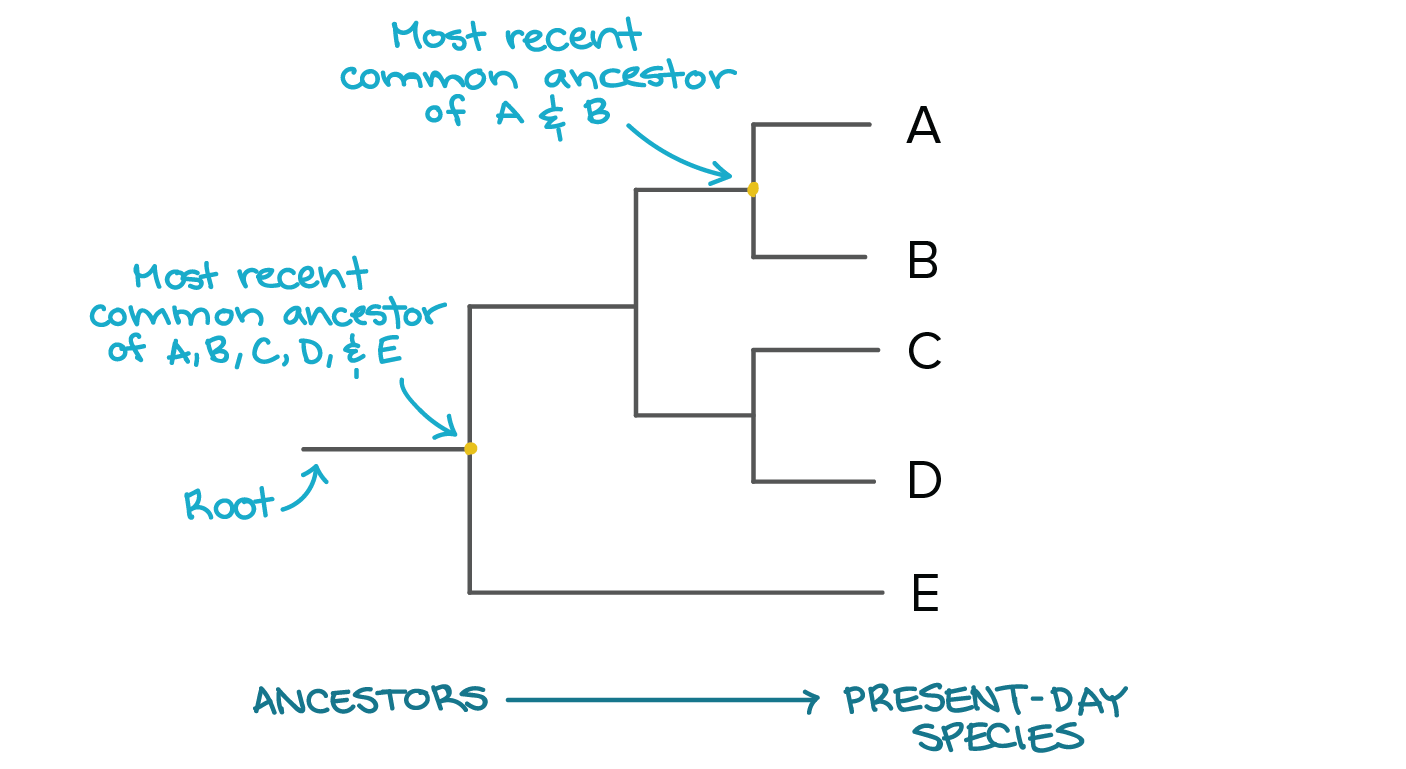 Most recent
common ancestor
of A & B
A
B
Most recent
common ancestor
of A, B, C, D, & E
C
Root
D
E
ANCESTORS
PRESENT-DAY
SPECIES